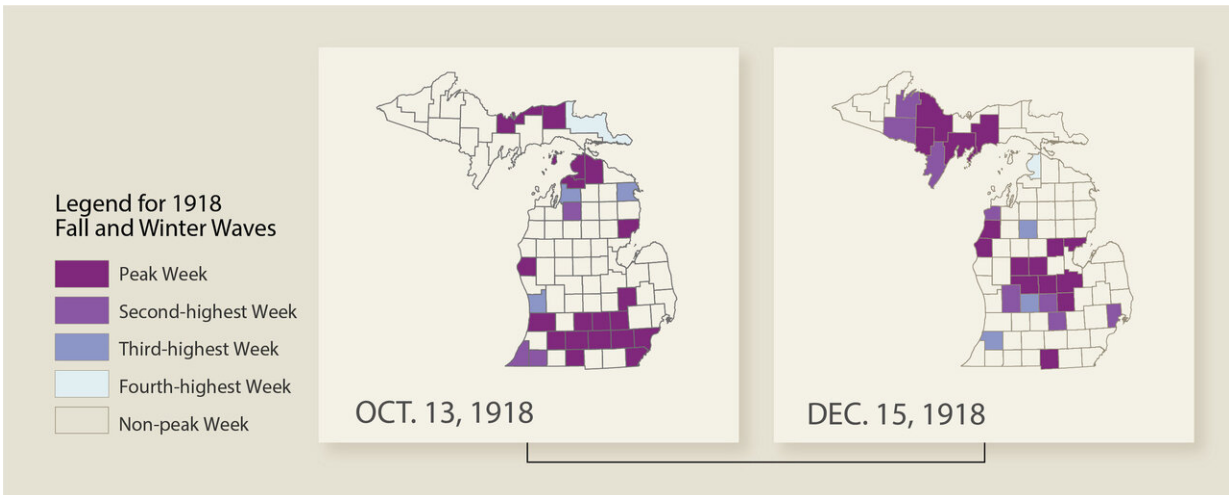 Legend for 1918
Fall and Winter Waves
Peak Week
Second-highest Week
Third-highest Week
Fourth-highest Week
Non-peak Week
OCT. 13, 1918
DEC. 15, 1918